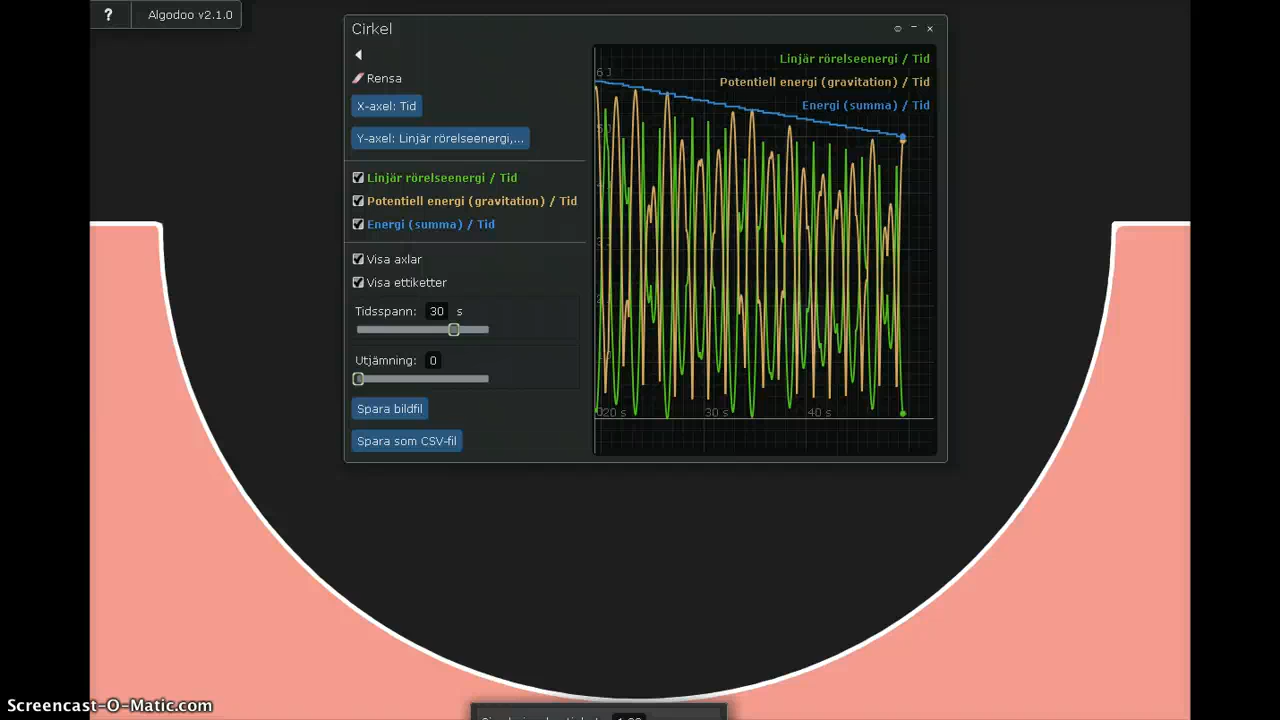 ? Algodoo v2.1.0
Cirkel
Rensa
X-axel: Tid
Y-axel: Linjär rörelseenergi,...
Linjär rörelseenergi / Tid
Potentiell energi (gravitation) / Tid
Energi (summa) / Tid
Visa axlar
Visa ettiketter
Tidsspann: 30 s
Utjämning: 0
Spara bildfil
Spara som CSV-fil
Linjär rörelseenergi / Tid
Potentiell energi (gravitation) / Tid
Energi (summa) / Tid
6 J
20 s
30 s
40 s
Screencast-O-Matic.com